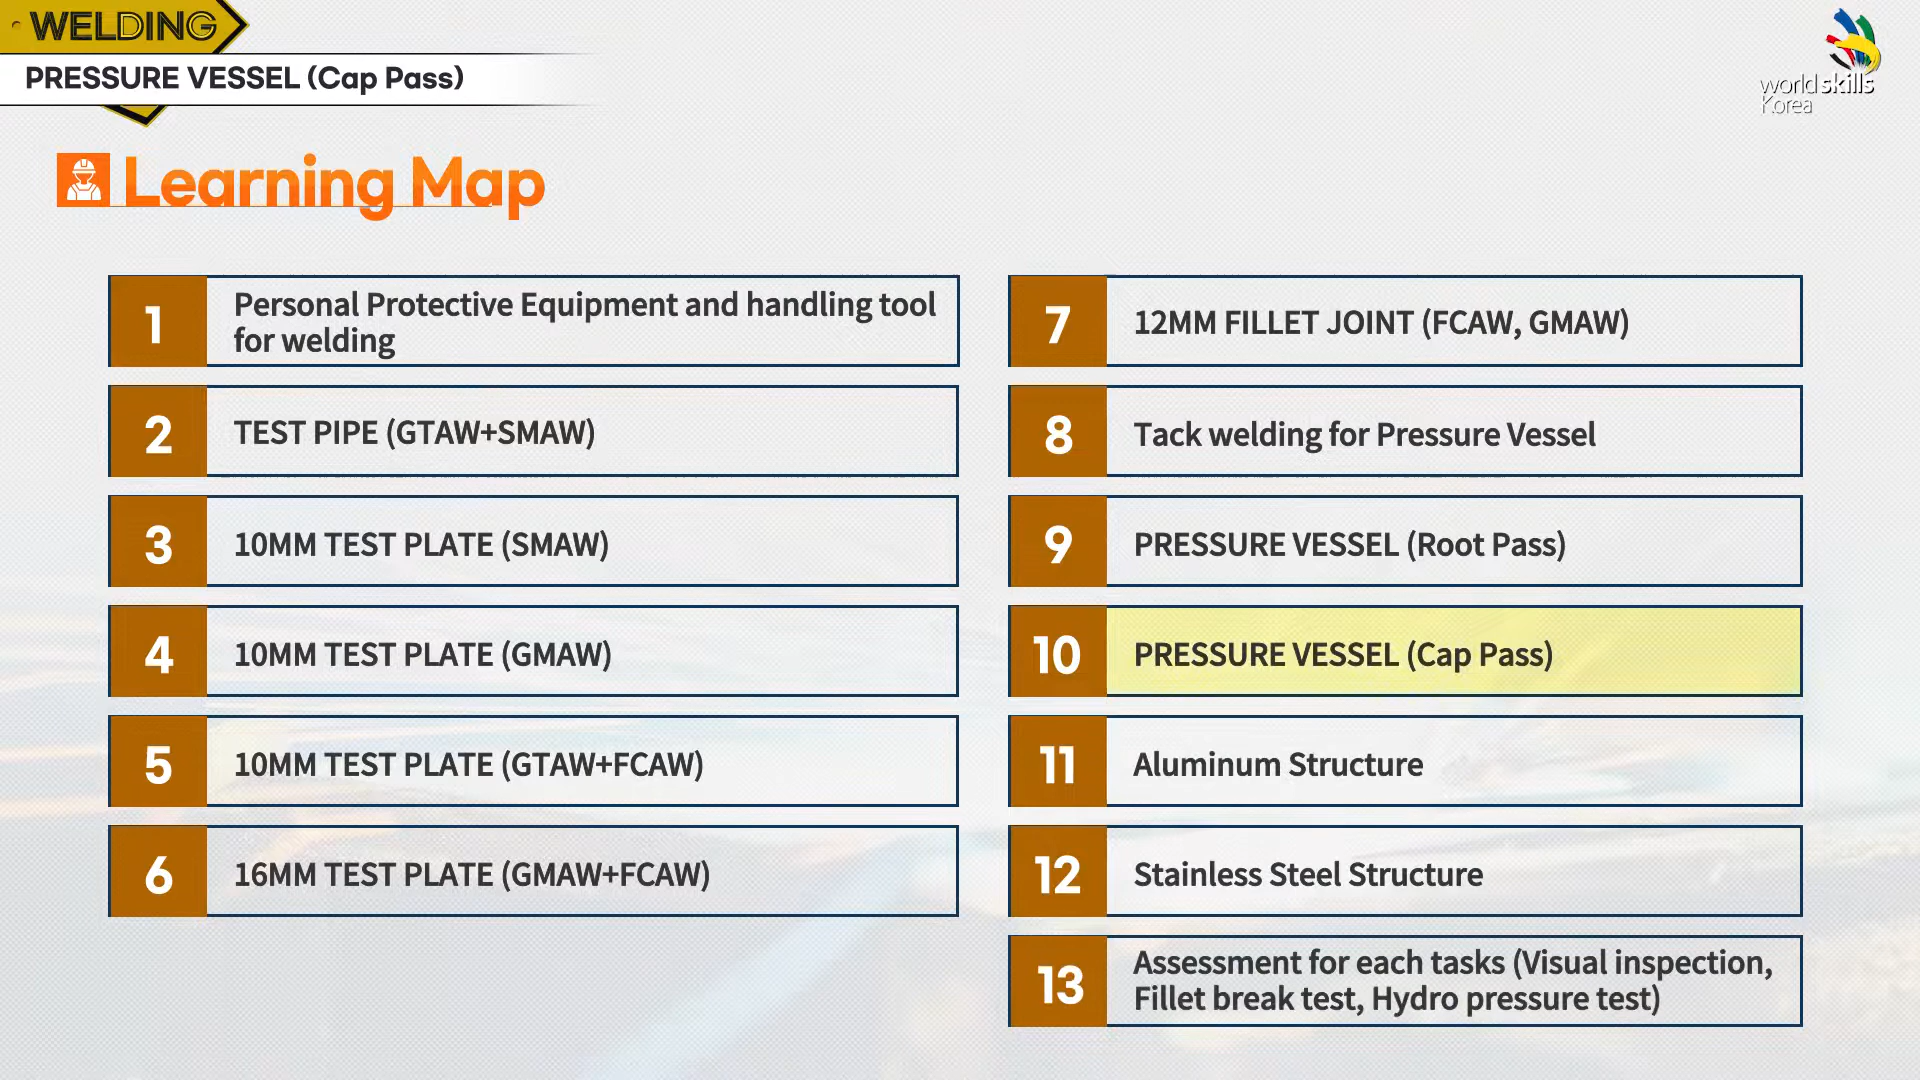 WELDING
PRESSURE VESSEL (Cap Pass)
worldskills
Korea
Learning Map
1
Personal Protective Equipment and handling tool
for welding
2
TEST PIPE (GTAW+SMAW)
3
10MM TEST PLATE (SMAW)
4
10MM TEST PLATE (GMAW)
5
10MM TEST PLATE (GTAW+FCAW)
6
16MM TEST PLATE (GMAW+FCAW)
7
12MM FILLET JOINT (FCAW, GMAW)
8
Tack welding for Pressure Vessel
9
PRESSURE VESSEL (Root Pass)
10
PRESSURE VESSEL (Cap Pass)
11
Aluminum Structure
12
Stainless Steel Structure
13
Assessment for each tasks (Visual inspection,
Fillet break test, Hydro pressure test)